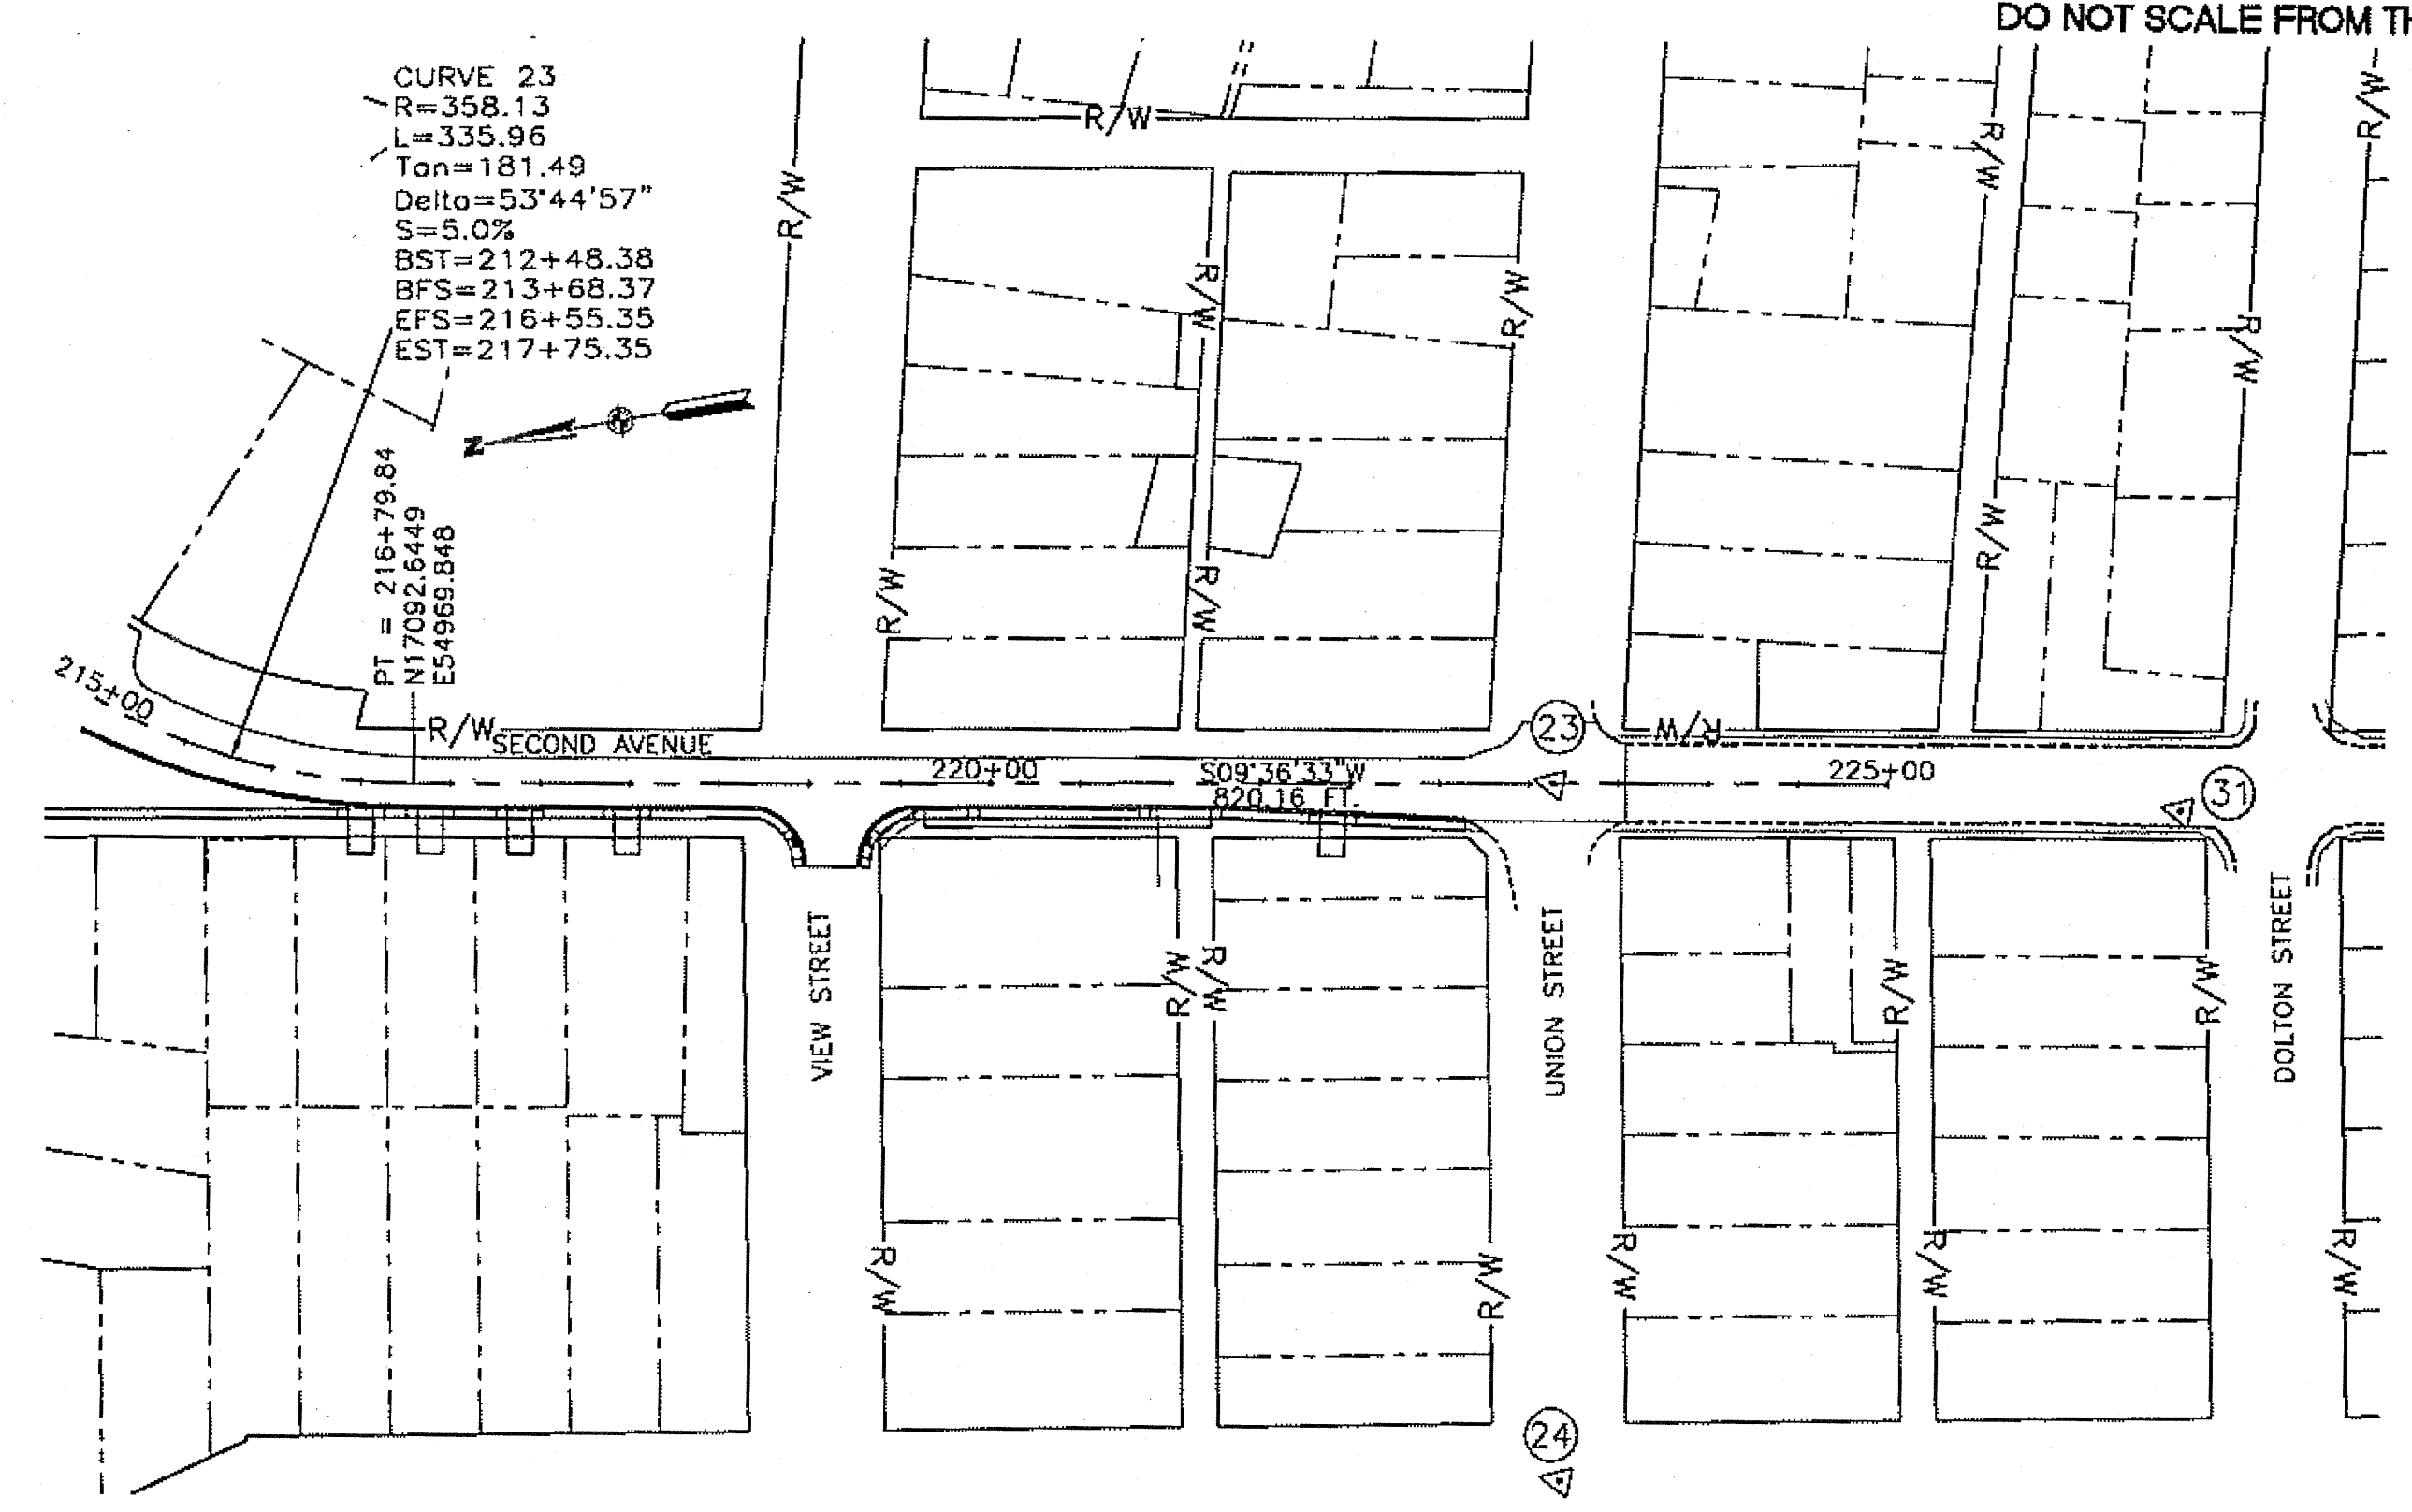 DO NOT SCALE FROM TH
CURVE 23
R=358.13
L=335.96
Tan=181.49
Delta=53°44'57"
S=5.0%
BST=212+48.38
BFS=213+68.37
EFS=216+55.35
EST=217+75.35
R/W
R/W
R/W
R/W
R/W
R/W
R/W
R/W
N
PT = 216+79.84
N17092.6449
E54969.848
R/W
R/W
R/W
215+00
R/W
SECOND AVENUE
23
R/W
220+00
S09°36'33"W
820.16 FT.
225+00
31
VIEW STREET
UNION STREET
DOLTON STREET
R/W
R/W
R/W
R/W
R/W
R/W
R/W
R/W
R/W
24